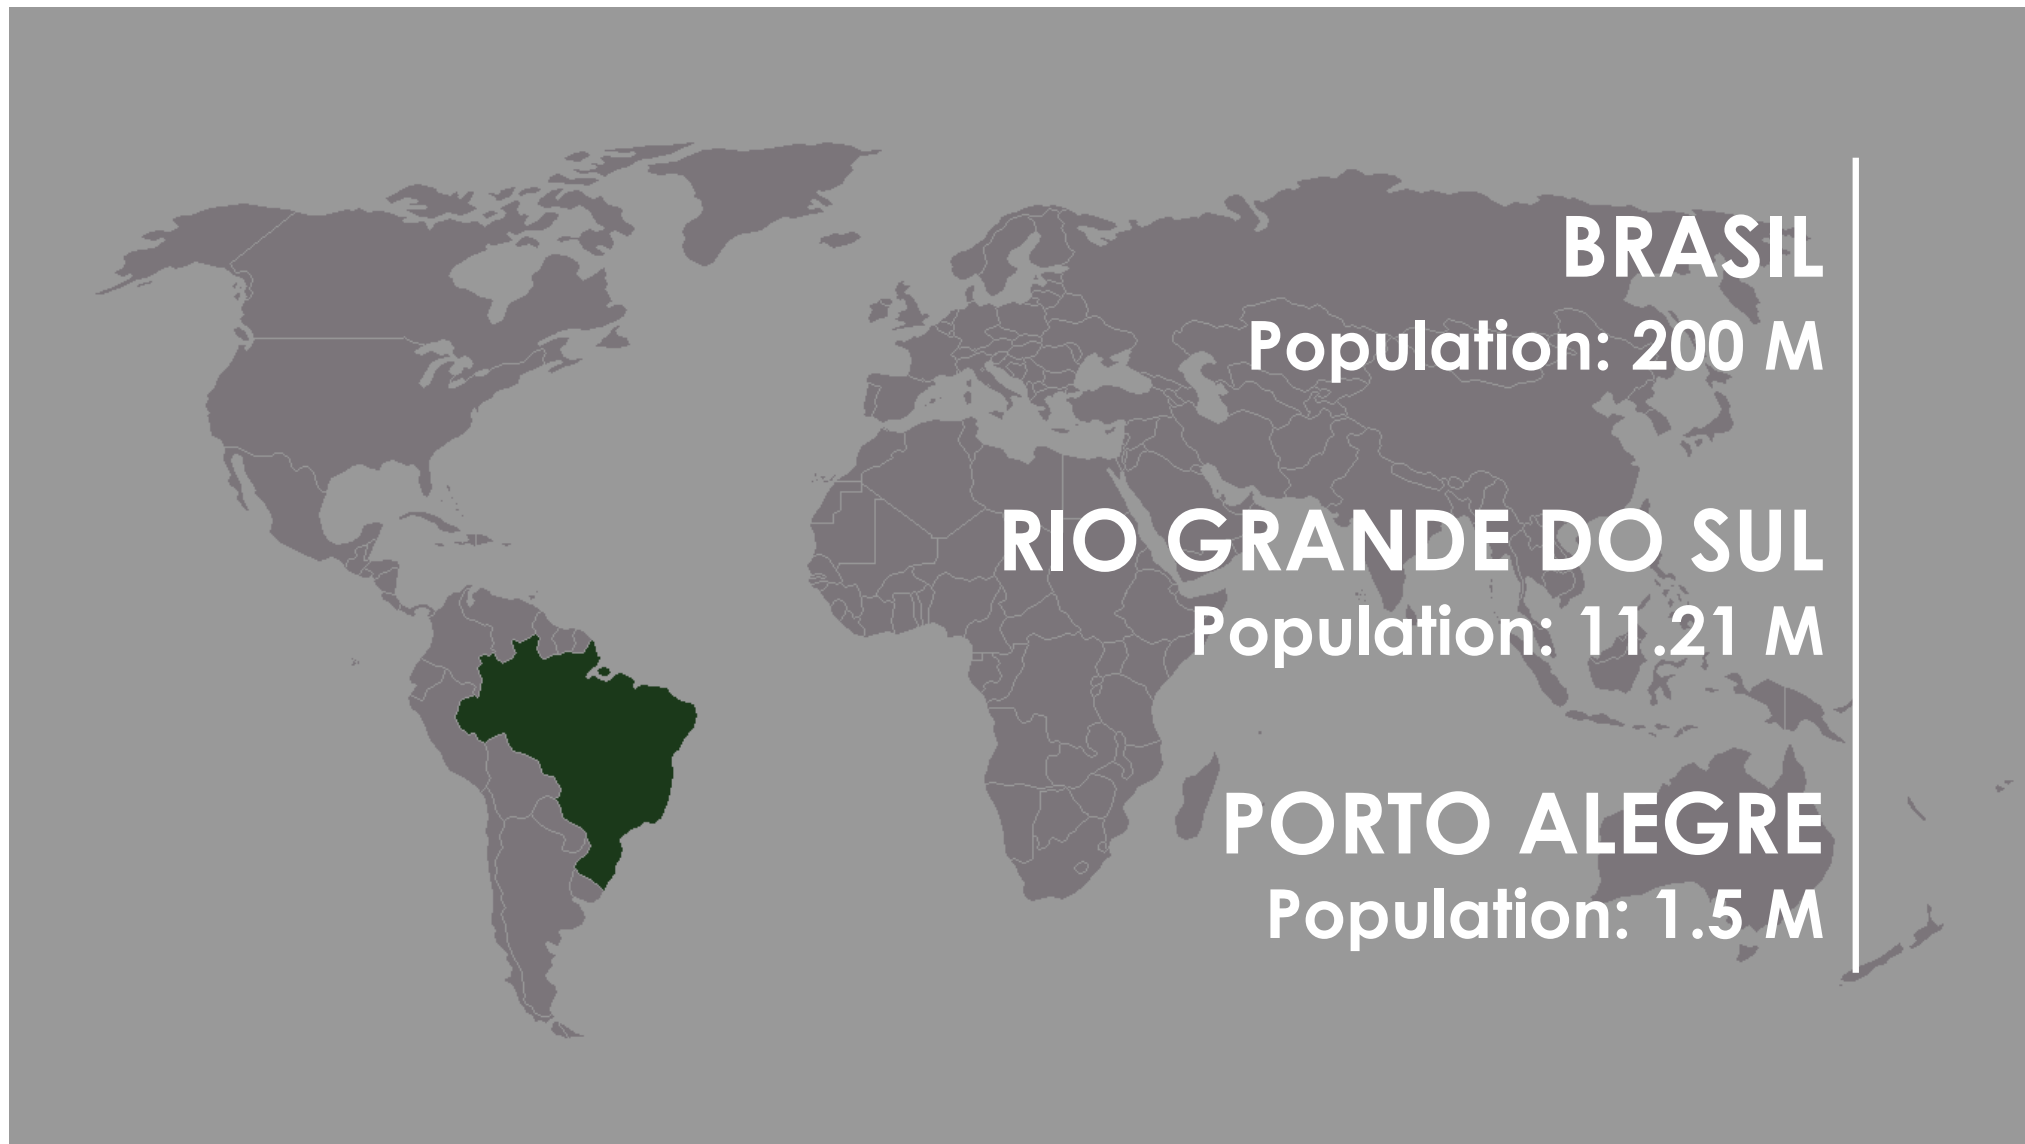 BRASIL
Population: 200 M
RIO GRANDE DO SUL
Population: 11.21 M
PORTO ALEGRE
Population: 1.5 M